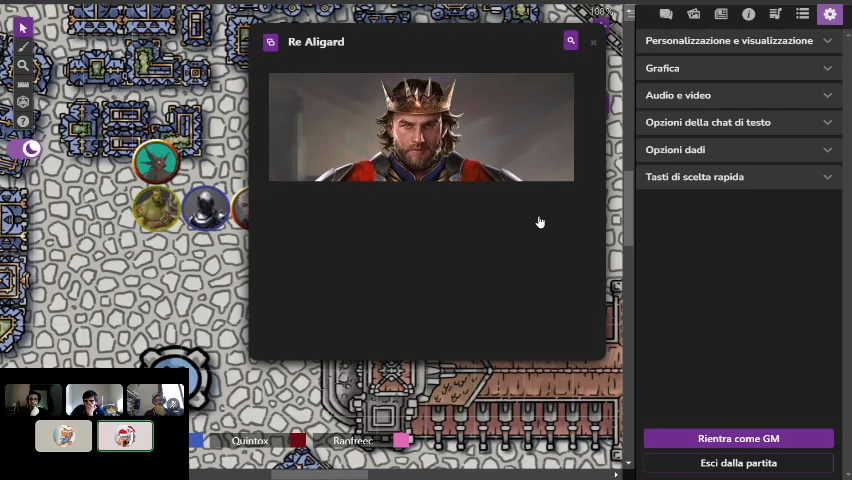 108%
Re Aligard
Personalizzazione e visualizzazione
Grafica
Audio e video
Opzioni della chat di testo
Opzioni dadi
Tasti di scelta rapida
Quintox
Ranfreec
Rientra come GM
Esci dalla partita